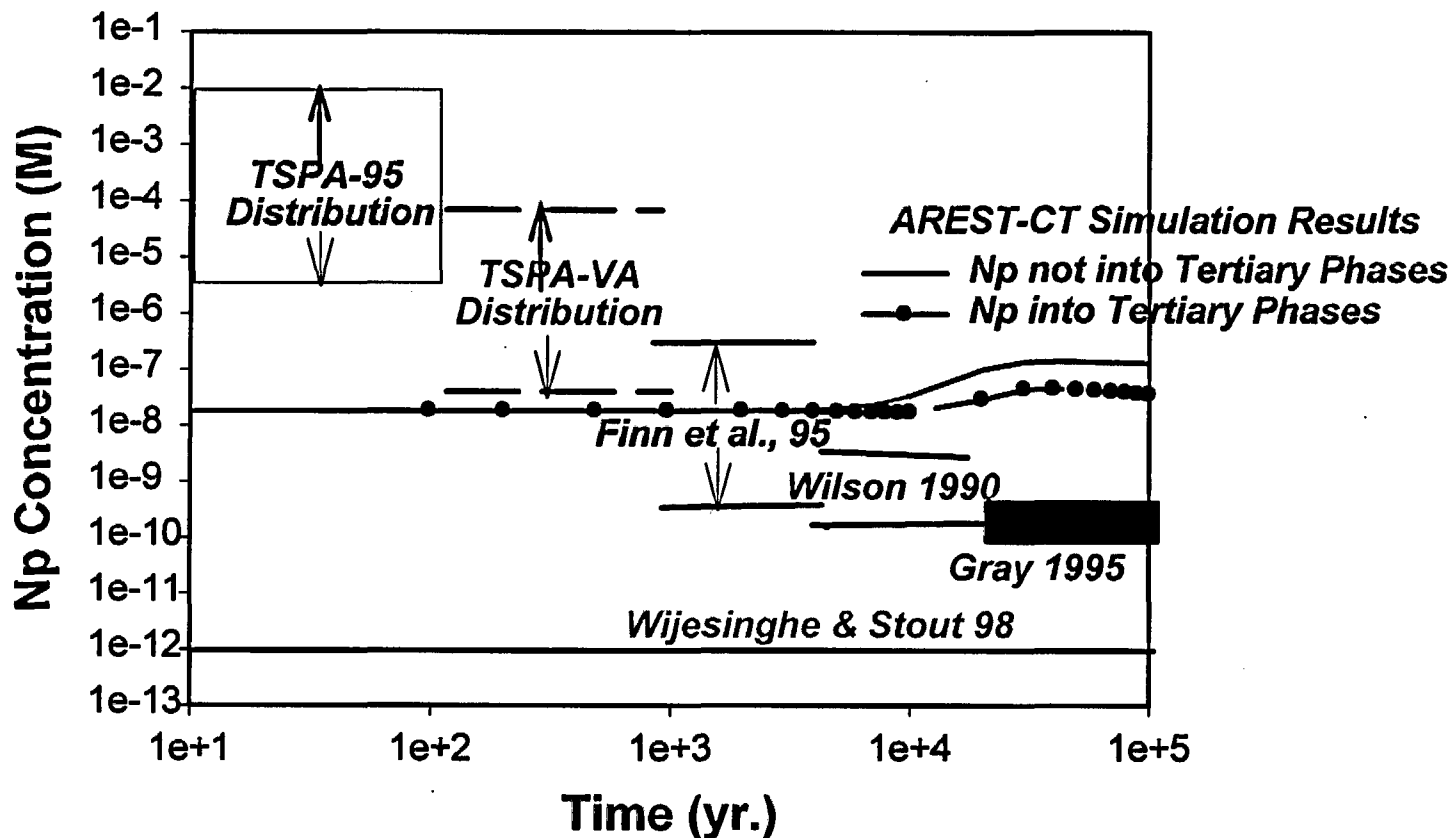 1e-1
1e-2
1e-3
1e-4
1e-5
1e-6
1e-7
1e-8
1e-9
1e-10
1e-11
1e-12
1e-13
Np Concentration (M)
TSPA-95
Distribution
TSPA-VA
Distribution
AREST-CT Simulation Results
Np not into Tertiary Phases
Np into Tertiary Phases
Finn et al., 95
Wilson 1990
Gray 1995
Wijesinghe & Stout 98
1e+1 1e+2 1e+3 1e+4 1e+5
Time (yr.)